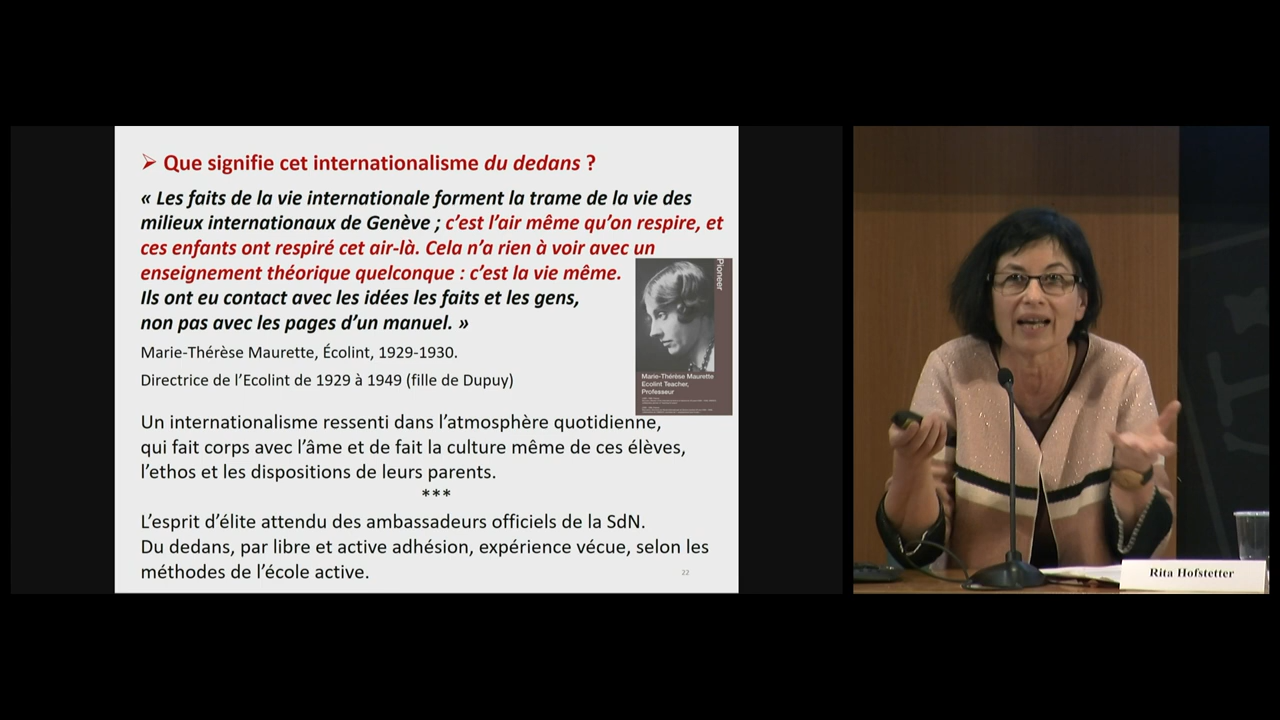 ➢ Que signifie cet internationalisme du dedans ?
« Les faits de la vie internationale forment la trame de la vie des
milieux internationaux de Genève ; c’est l’air même qu’on respire, et
ces enfants ont respiré cet air-là. Cela n’a rien à voir avec un
enseignement théorique quelconque : c’est la vie même.
Ils ont eu contact avec les idées les faits et les gens,
non pas avec les pages d’un manuel. »
Marie-Thérèse Maurette, Écolint, 1929-1930.
Directrice de l’Ecolint de 1929 à 1949 (fille de Dupuy)
Pioneer
Marie-Thérèse Maurette
Ecolint Teacher,
Professeur
Un internationalisme ressenti dans l’atmosphère quotidienne,
qui fait corps avec l’âme et de fait la culture même de ces élèves,
l’ethos et les dispositions de leurs parents.
***
L’esprit d’élite attendu des ambassadeurs officiels de la SdN.
Du dedans, par libre et active adhésion, expérience vécue, selon les
méthodes de l’école active.
22
Rita Hofstetter